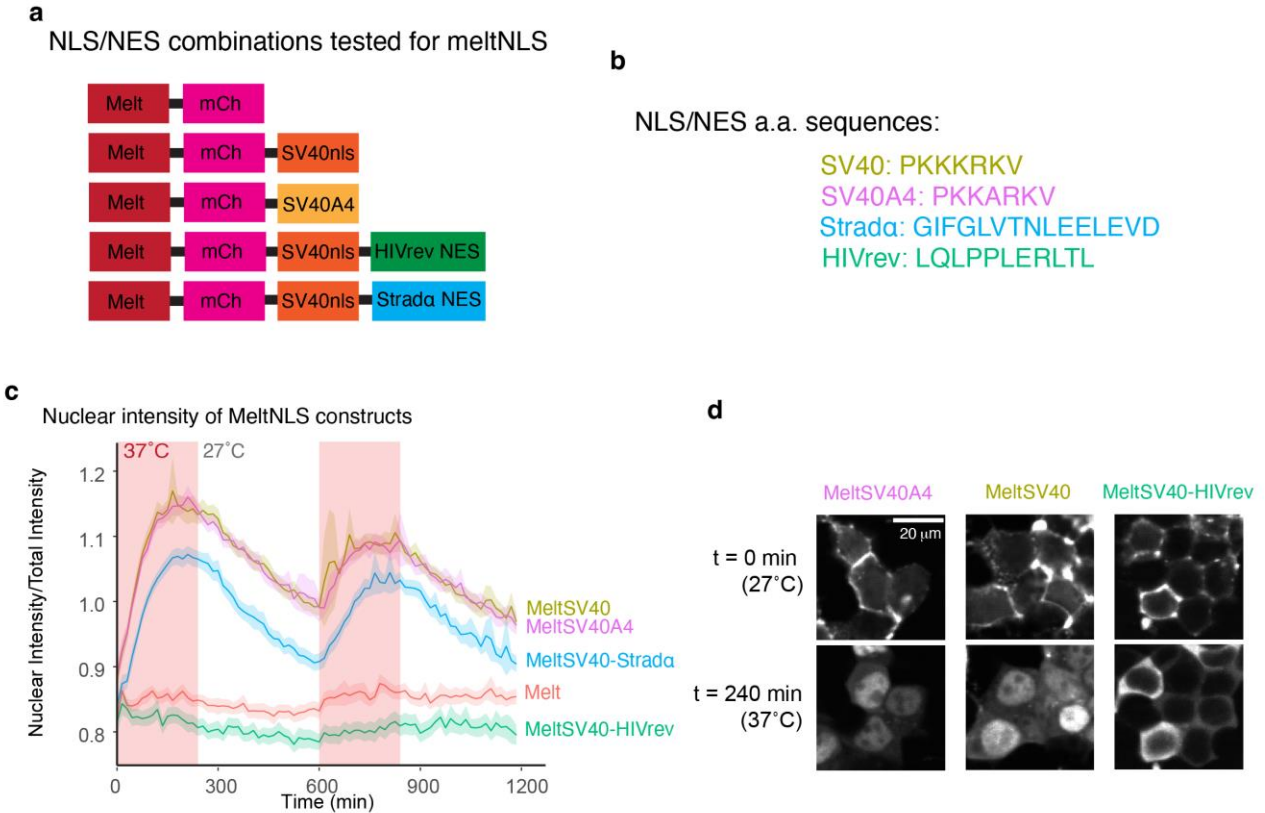 a
NLS/NES combinations tested for meltNLS
Melt mCh
Melt mCh SV40nls
Melt mCh SV40A4
Melt mCh SV40nls HIVrev NES
Melt mCh SV40nls Stradα NES
b
NLS/NES a.a. sequences:
SV40: PKKKRKV
SV40A4: PKKARKV
Stradα: GIFGLVTNLEELEVD
HIVrev: LQLPPLERLTL
c
Nuclear intensity of MeltNLS constructs
37˚C 27˚C
Nuclear Intensity/Total Intensity
1.2
1.1
1.0
0.9
0.8
MeltSV40
MeltSV40A4
MeltSV40-Stradα
Melt
MeltSV40-HIVrev
0 300 600 900 1200
Time (min)
d
MeltSV40A4 MeltSV40 MeltSV40-HIVrev
20 μm
t = 0 min
(27˚C)
t = 240 min
(37˚C)